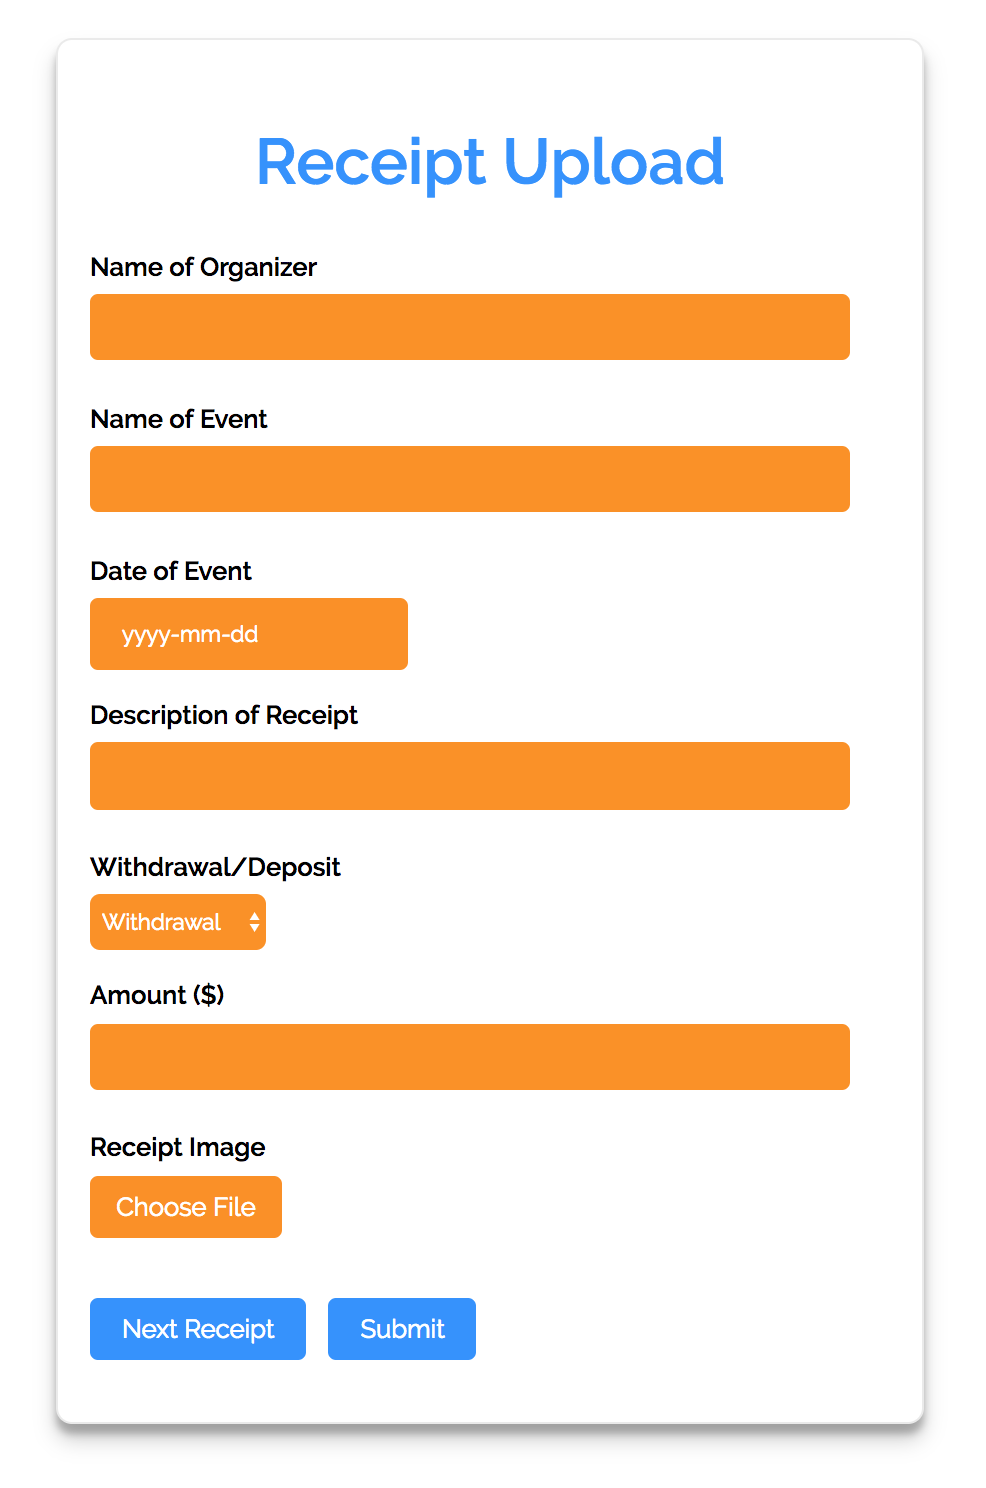 Receipt Upload
Name of Organizer
Name of Event
Date of Event
yyyy-mm-dd
Description of Receipt
Withdrawal/Deposit
Withdrawal
Amount ($)
Receipt Image
Choose File
Next Receipt Submit